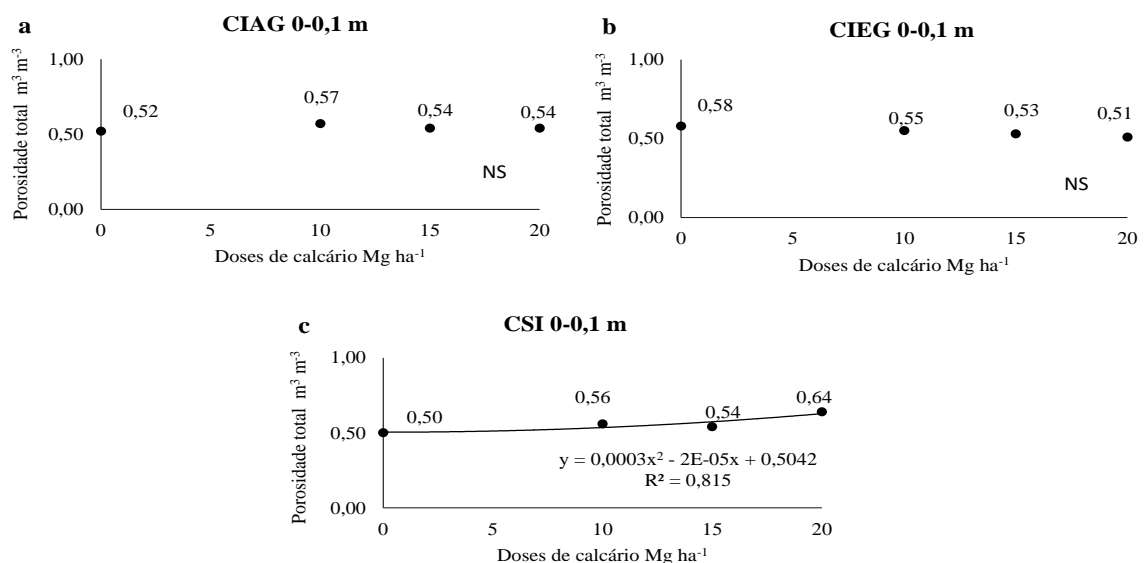 a
CIAG 0-0,1 m
Porosidade total m³ m⁻³
1,00
0,50
0,00
0,52
0,57
0,54
0,54
NS
0
5
10
15
20
Doses de calcário Mg ha⁻¹
b
CIEG 0-0,1 m
Porosidade total m³ m⁻³
1,00
0,50
0,00
0,58
0,55
0,53
0,51
NS
0
5
10
15
20
Doses de calcário Mg ha⁻¹
c
CSI 0-0,1 m
Porosidade total m³ m⁻³
1,00
0,50
0,00
0,50
0,56
0,54
0,64
y = 0,0003x² - 2E-05x + 0,5042
R² = 0,815
0
5
10
15
20
Doses de calcário Mg ha⁻¹